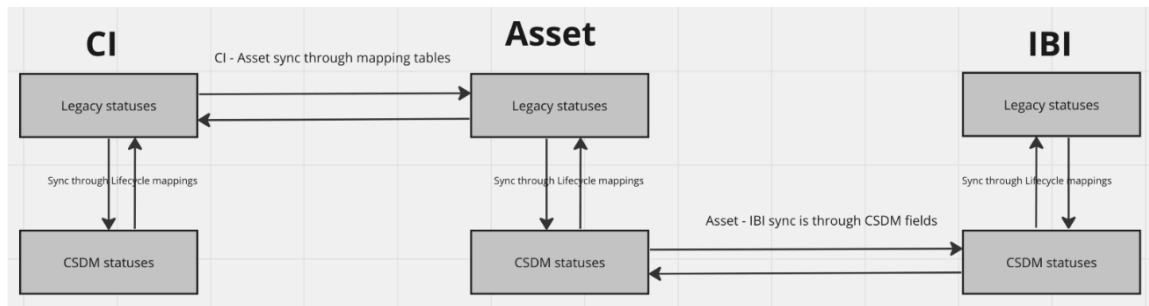 CI
Asset
IBI
CI - Asset sync through mapping tables
Legacy statuses
Legacy statuses
Legacy statuses
Sync through Lifecycle mappings
Sync through Lifecycle mappings
Sync through Lifecycle mappings
Asset - IBI sync is through CSDM fields
CSDM statuses
CSDM statuses
CSDM statuses